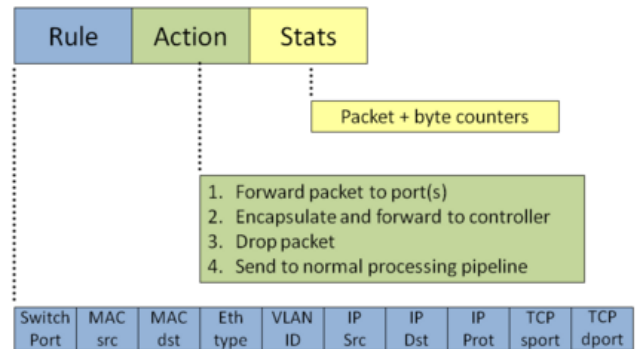 Rule Action Stats
Packet + byte counters
1. Forward packet to port(s)
2. Encapsulate and forward to controller
3. Drop packet
4. Send to normal processing pipeline
Switch MAC MAC Eth VLAN IP IP IP TCP TCP
Port src dst type ID Src Dst Prot sport dport